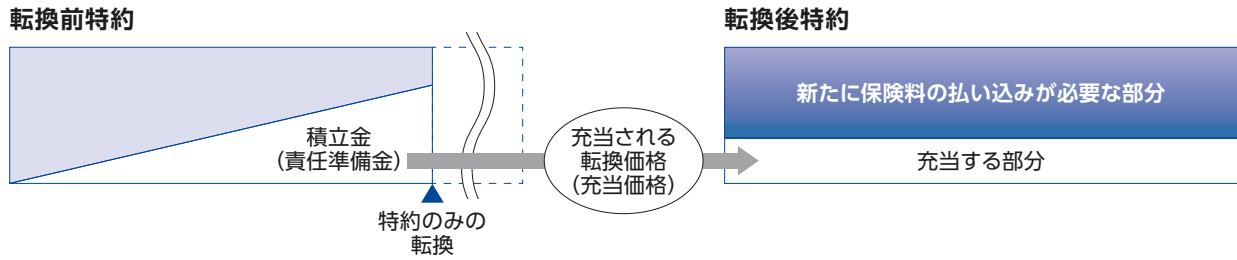 転換前特約
転換後特約
新たに保険料の払い込みが必要な部分
積立金
（責任準備金）
充当される
転換価格
（充当価格）
充当する部分
特約のみの
転換